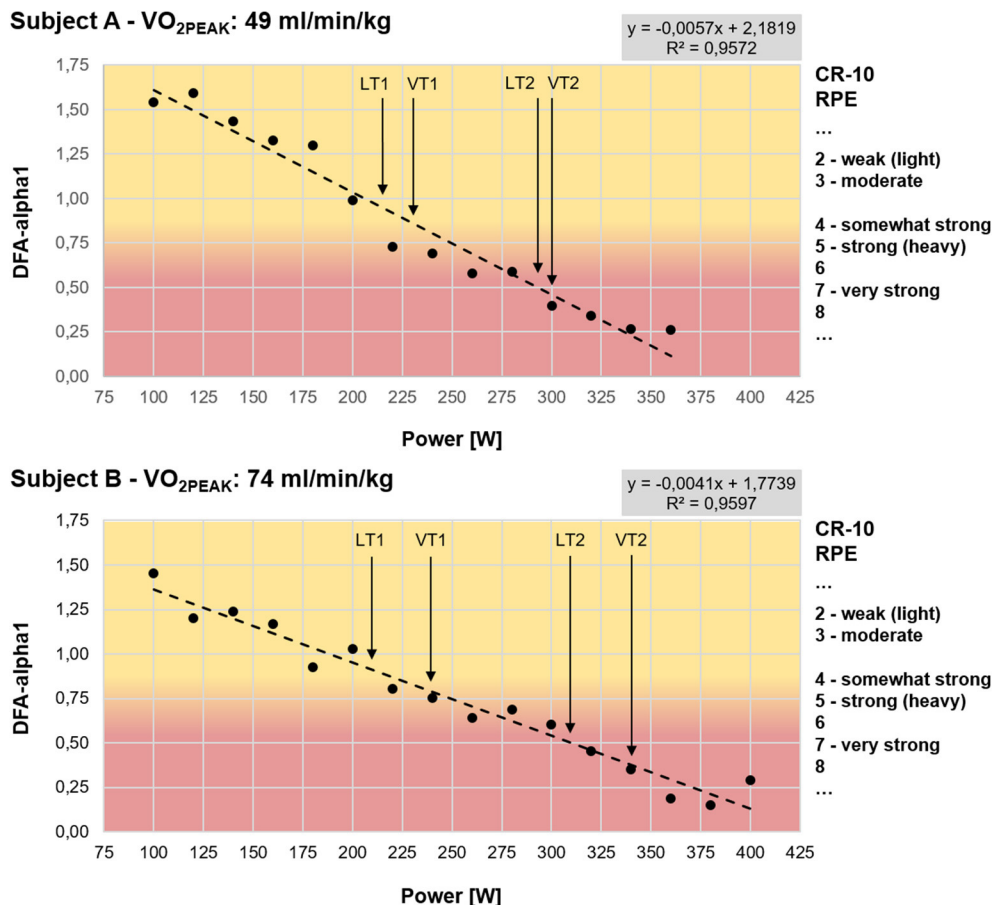 Subject A - VO2PEAK: 49 ml/min/kg
y = -0,0057x + 2,1819
R² = 0,9572
1,75
1,50
1,25
1,00
0,75
0,50
0,25
0,00
DFA-alpha1
LT1
VT1
LT2
VT2
75 100 125 150 175 200 225 250 275 300 325 350 375 400 425
Power [W]
CR-10
RPE
...
2 - weak (light)
3 - moderate
4 - somewhat strong
5 - strong (heavy)
6
7 - very strong
8
...
Subject B - VO2PEAK: 74 ml/min/kg
y = -0,0041x + 1,7739
R² = 0,9597
1,75
1,50
1,25
1,00
0,75
0,50
0,25
0,00
DFA-alpha1
LT1
VT1
LT2
VT2
75 100 125 150 175 200 225 250 275 300 325 350 375 400 425
Power [W]
CR-10
RPE
...
2 - weak (light)
3 - moderate
4 - somewhat strong
5 - strong (heavy)
6
7 - very strong
8
...